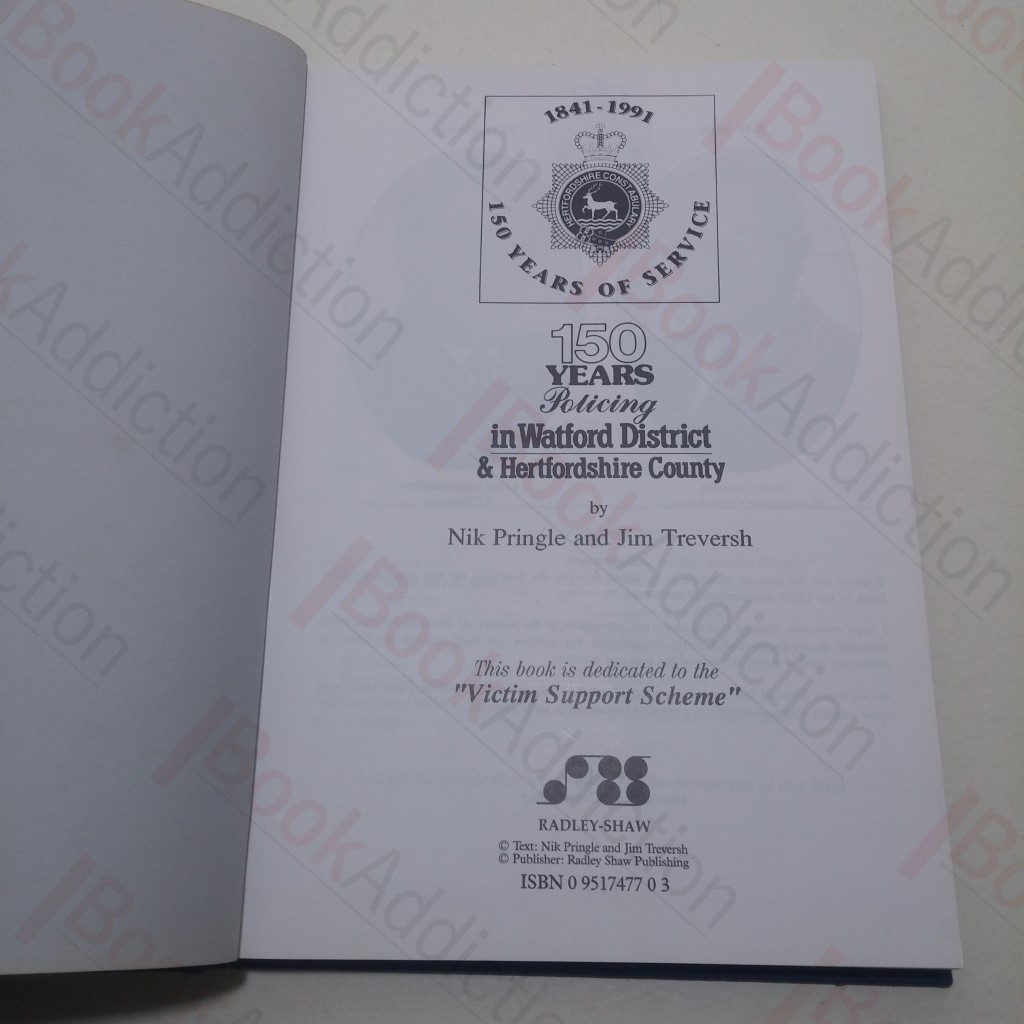 1841-1991
HERTFORDSHIRE CONSTABULARY
150 YEARS OF SERVICE
150
YEARS
Policing
in Watford District
& Hertfordshire County
by
Nik Pringle and Jim Treversh
This book is dedicated to the
"Victim Support Scheme"
RADLEY-SHAW
© Text: Nik Pringle and Jim Treversh
© Publisher: Radley Shaw Publishing
ISBN 0 9517477 0 3
BookAddiction